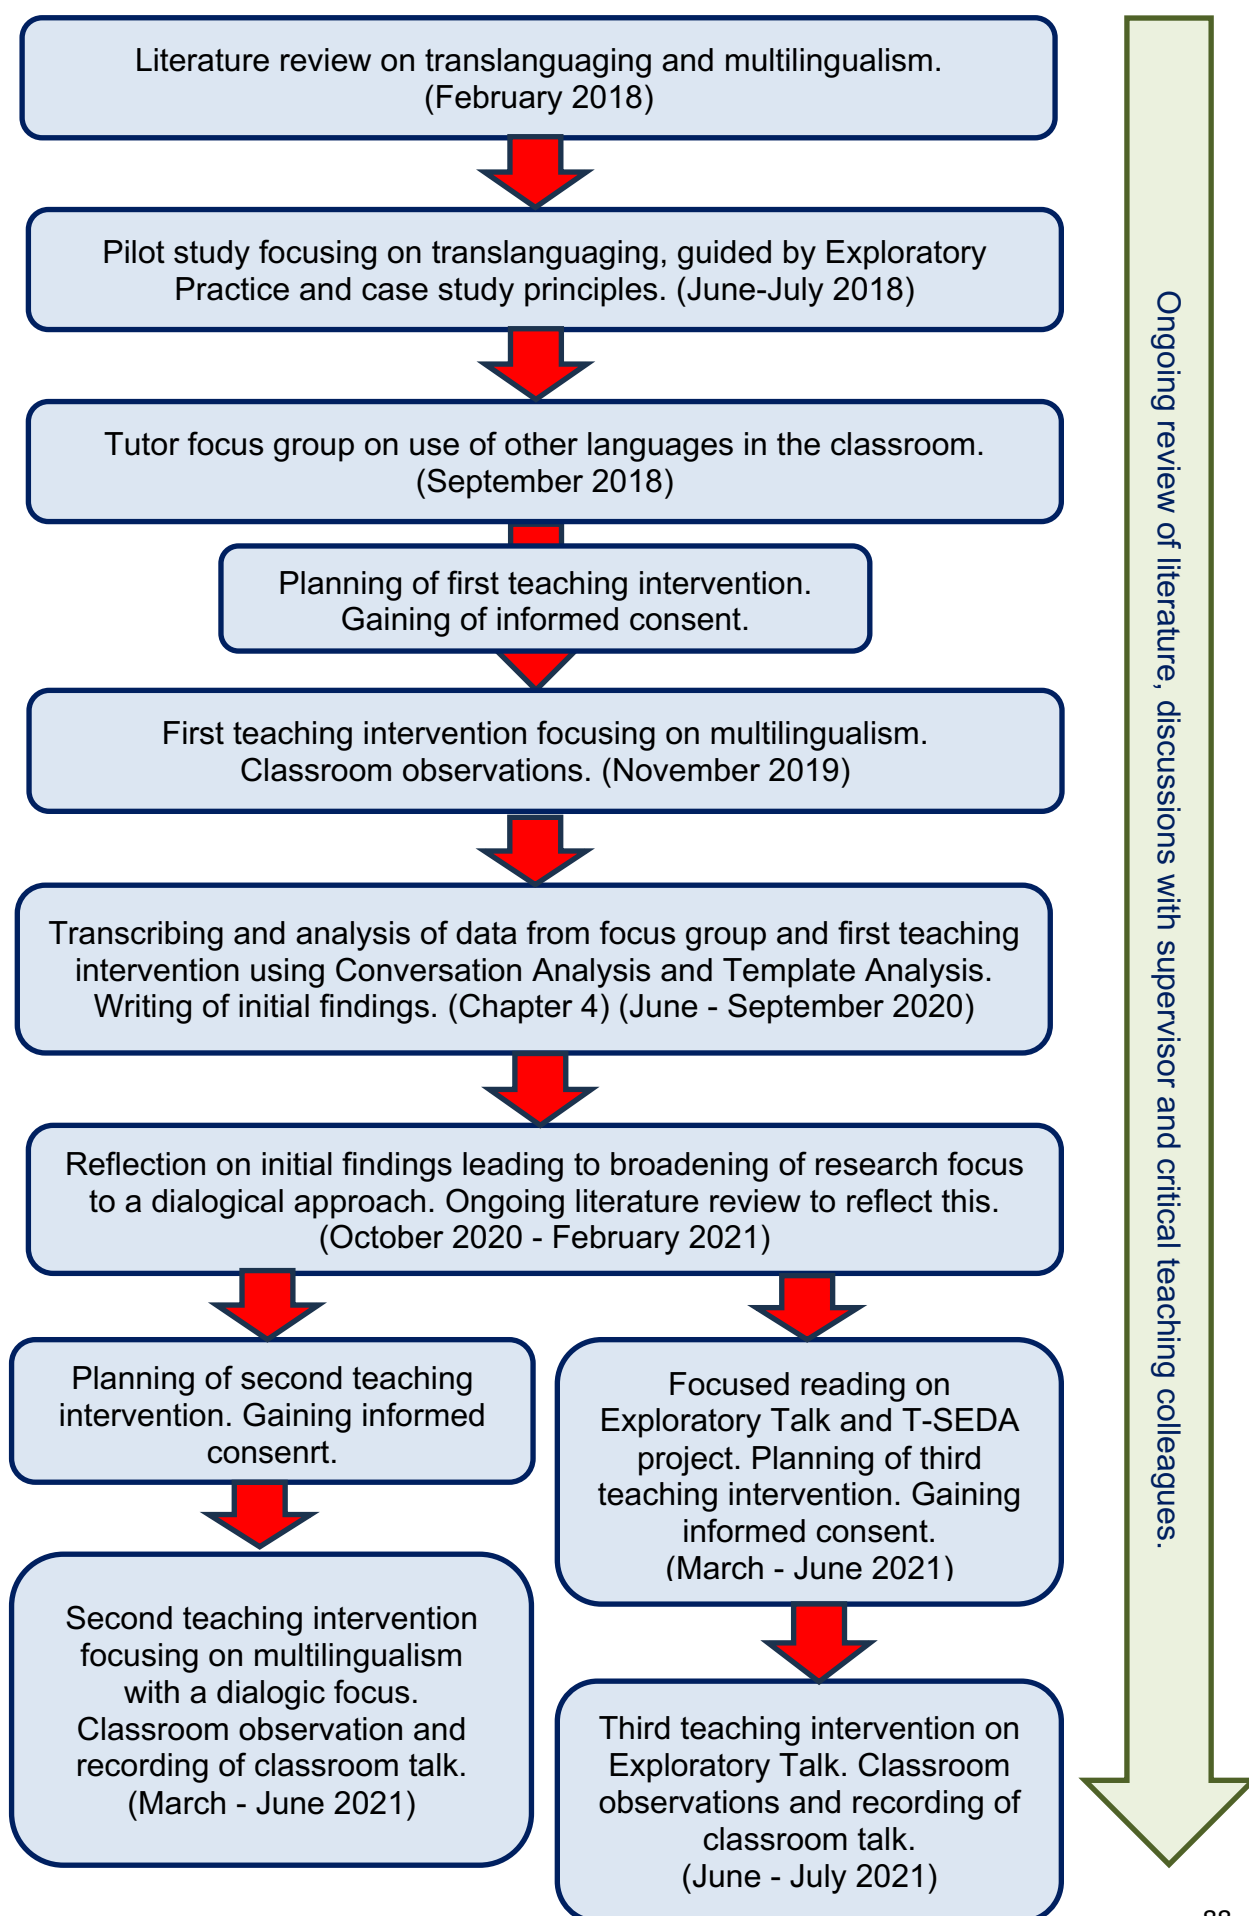 Literature review on translanguaging and multilingualism.
(February 2018)
Pilot study focusing on translanguaging, guided by Exploratory
Practice and case study principles. (June-July 2018)
Tutor focus group on use of other languages in the classroom.
(September 2018)
Planning of first teaching intervention.
Gaining of informed consent.
First teaching intervention focusing on multilingualism.
Classroom observations. (November 2019)
Transcribing and analysis of data from focus group and first teaching
intervention using Conversation Analysis and Template Analysis.
Writing of initial findings. (Chapter 4) (June - September 2020)
Reflection on initial findings leading to broadening of research focus
to a dialogical approach. Ongoing literature review to reflect this.
(October 2020 - February 2021)
Planning of second teaching
intervention. Gaining informed
consenrt.
Second teaching intervention
focusing on multilingualism
with a dialogic focus.
Classroom observation and
recording of classroom talk.
(March - June 2021)
Focused reading on
Exploratory Talk and T-SEDA
project. Planning of third
teaching intervention. Gaining
informed consent.
(March - June 2021)
Third teaching intervention on
Exploratory Talk. Classroom
observations and recording of
classroom talk.
(June - July 2021)
Ongoing review of literature, discussions with supervisor and critical teaching colleagues.